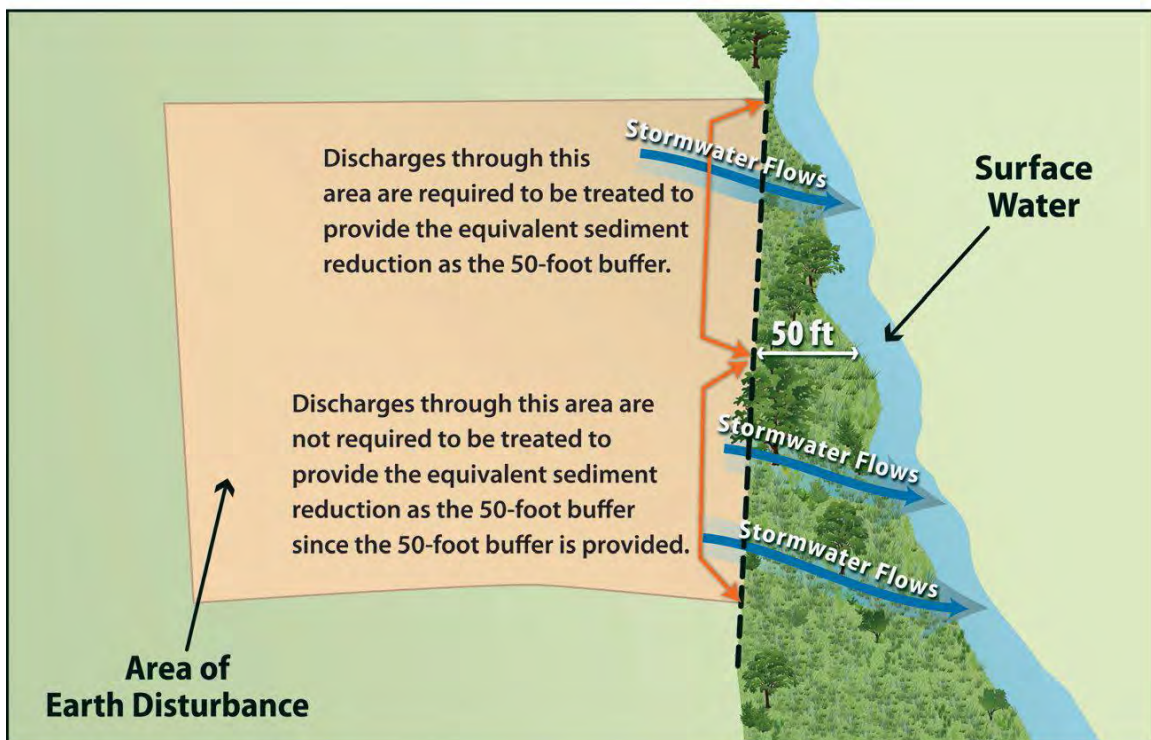 Stormwater Flows
Discharges through this
area are required to be treated to
provide the equivalent sediment
reduction as the 50-foot buffer.
Surface
Water
50 ft
Discharges through this area are
not required to be treated to
provide the equivalent sediment
reduction as the 50-foot buffer
since the 50-foot buffer is provided.
Stormwater Flows
Stormwater Flows
Area of
Earth Disturbance